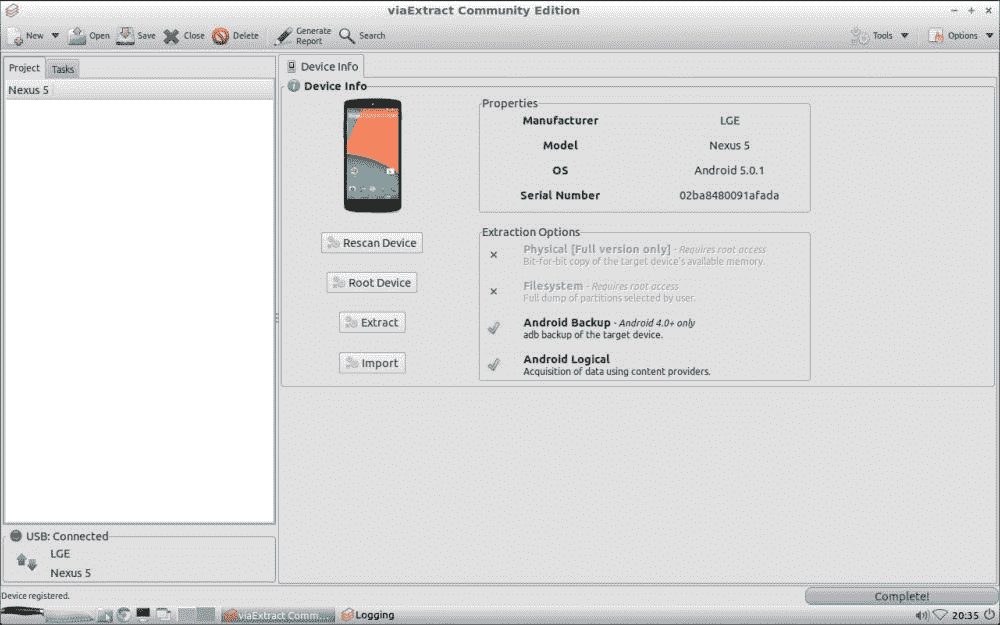 viaExtract Community Edition
New Open Save Close Delete Generate Report Search Tools Options
Project Tasks
Nexus 5
Device Info
Device Info
Properties
Manufacturer LGE
Model Nexus 5
OS Android 5.0.1
Serial Number 02ba8480091afada
Rescan Device
Root Device
Extract
Import
Extraction Options
Physical [Full version only] - Requires root access
Bit-for-bit copy of the target device's available memory.
Filesystem - Requires root access
Full dump of partitions selected by user.
Android Backup - Android 4.0+ only
adb backup of the target device.
Android Logical
Acquisition of data using content providers.
USB: Connected
LGE
Nexus 5
Device registered.
Complete!
viaExtract Comm...
Logging
20:35